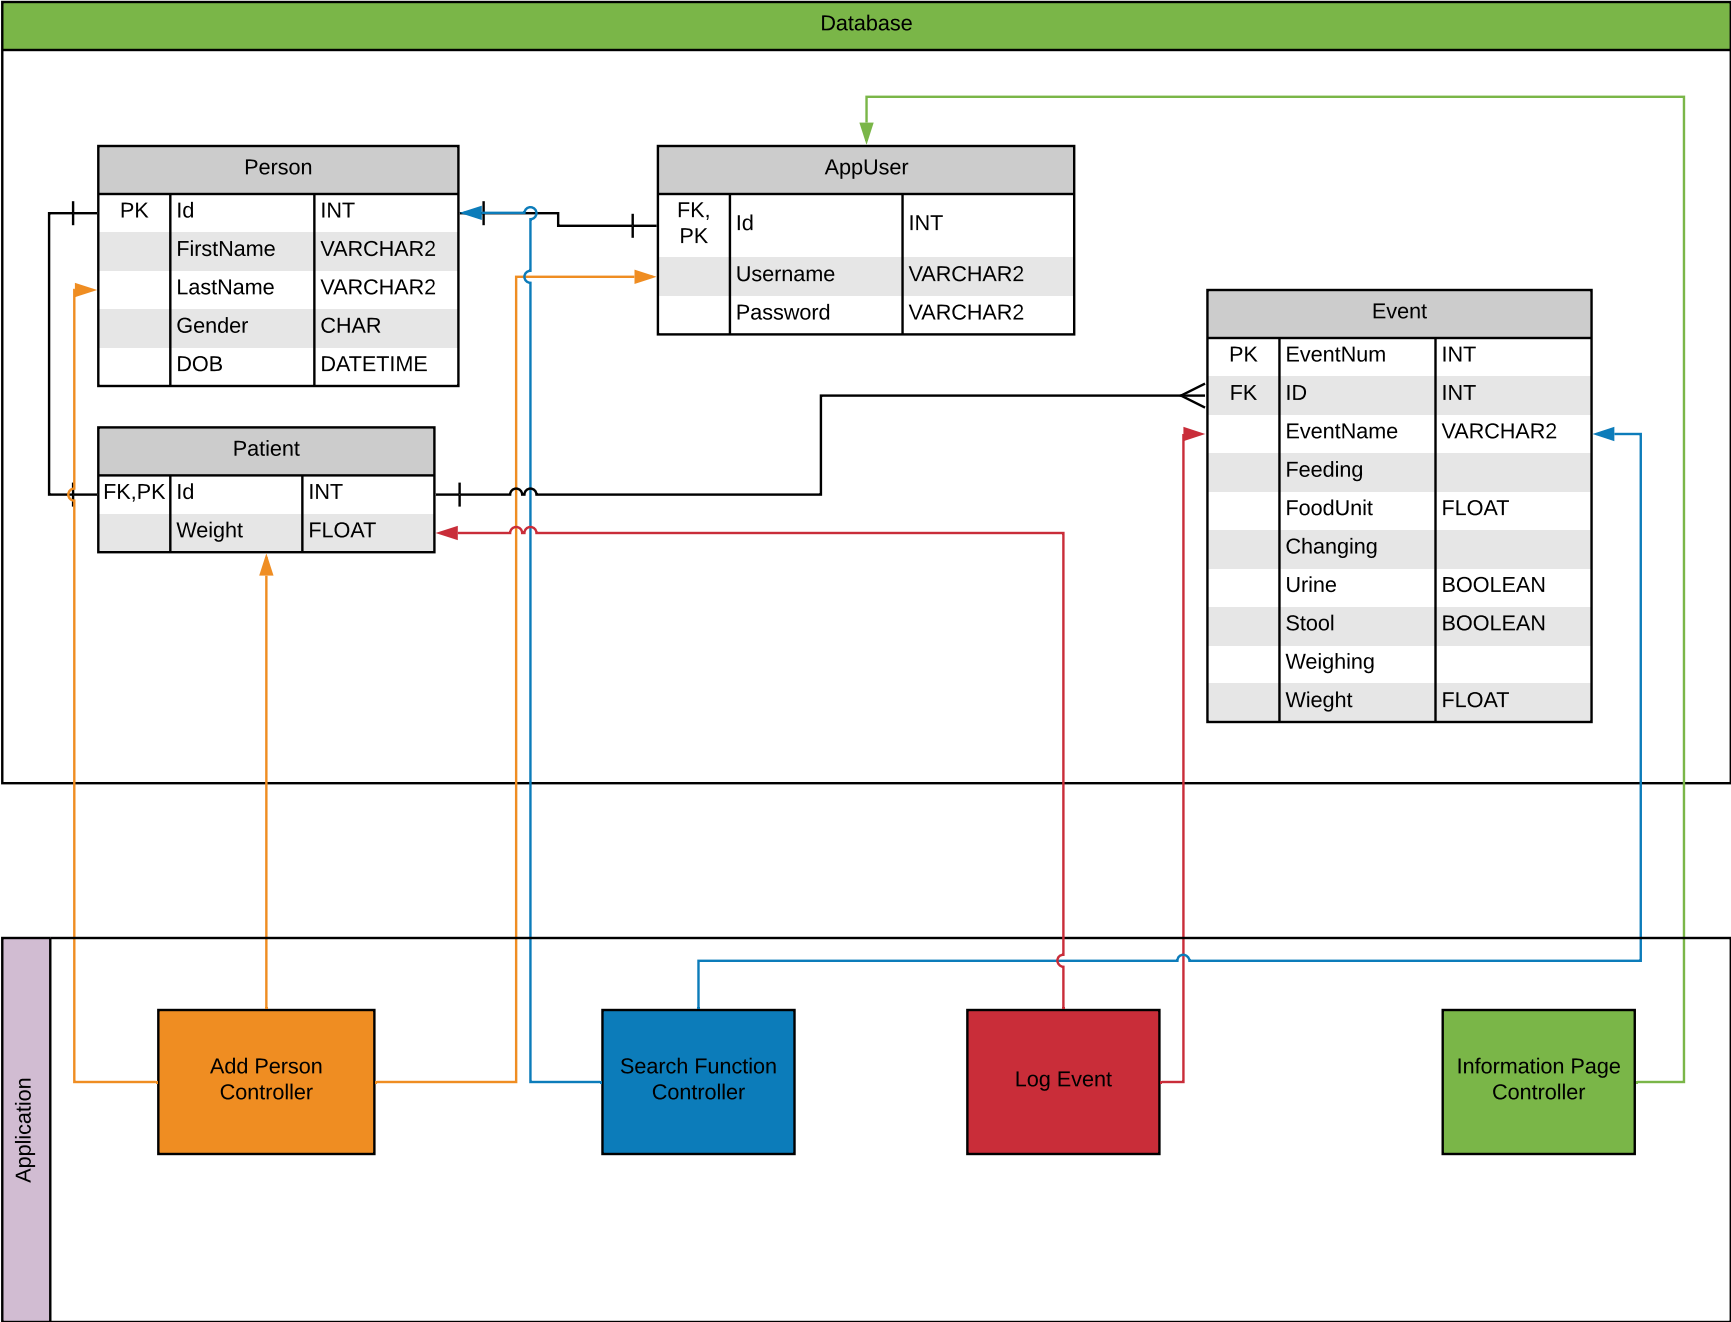 Database
Person
PK Id INT
FirstName VARCHAR2
LastName VARCHAR2
Gender CHAR
DOB DATETIME
AppUser
FK,
PK Id INT
Username VARCHAR2
Password VARCHAR2
Event
PK EventNum INT
FK ID INT
EventName VARCHAR2
Feeding
FoodUnit FLOAT
Changing
Urine BOOLEAN
Stool BOOLEAN
Weighing
Wieght FLOAT
Patient
FK,PK Id INT
Weight FLOAT
Application
Add Person
Controller
Search Function
Controller
Log Event
Information Page
Controller